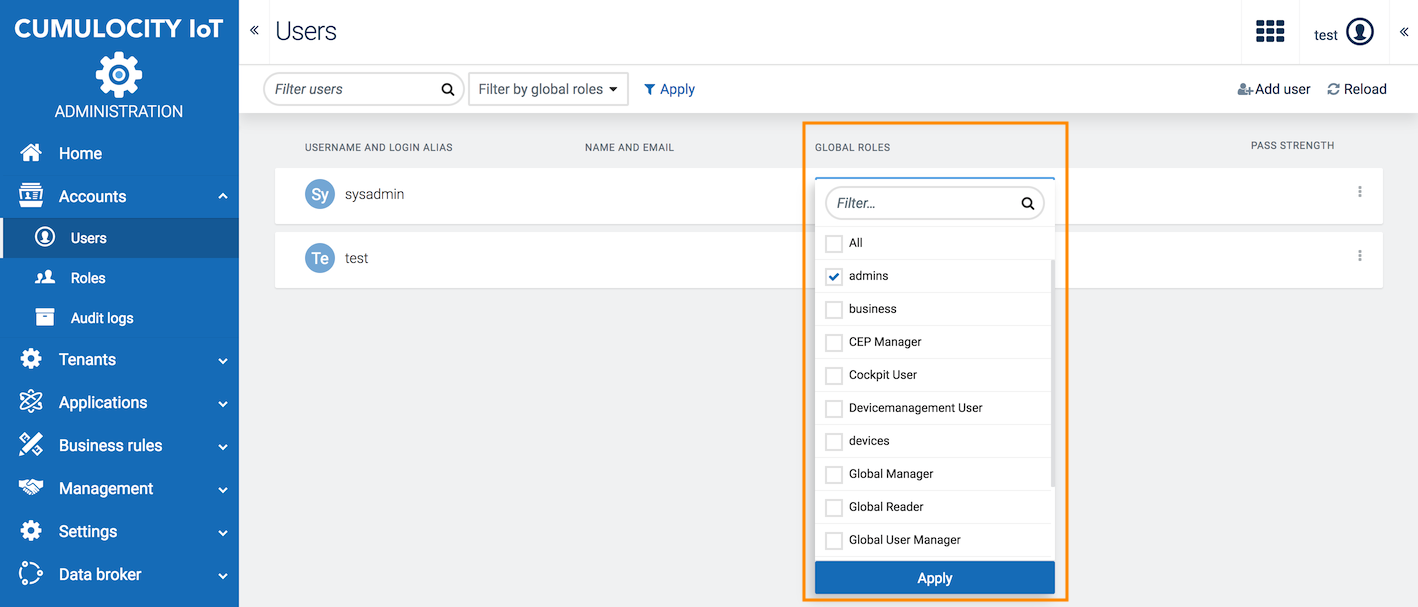 CUMULOCITY IoT
ADMINISTRATION
Home
Accounts
Users
Roles
Audit logs
Tenants
Applications
Business rules
Management
Settings
Data broker
« Users
test «
Filter users
Filter by global roles
Apply
Add user
Reload
USERNAME AND LOGIN ALIAS
NAME AND EMAIL
GLOBAL ROLES
PASS STRENGTH
Sy sysadmin
Te test
Filter...
All
admins
business
CEP Manager
Cockpit User
Devicemanagement User
devices
Global Manager
Global Reader
Global User Manager
Apply